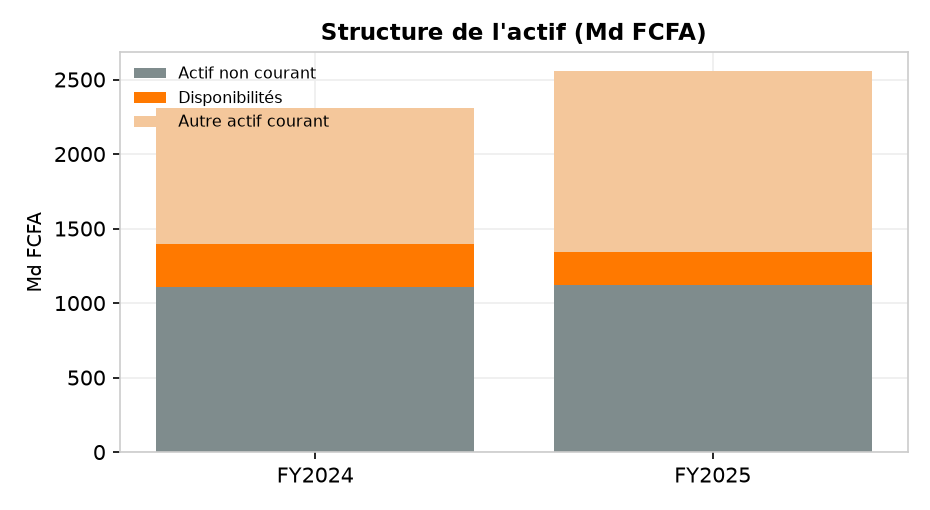 Structure de l'actif (Md FCFA)
Actif non courant
Disponibilités
Autre actif courant
2500
2000
1500
1000
500
0
Md FCFA
FY2024
FY2025